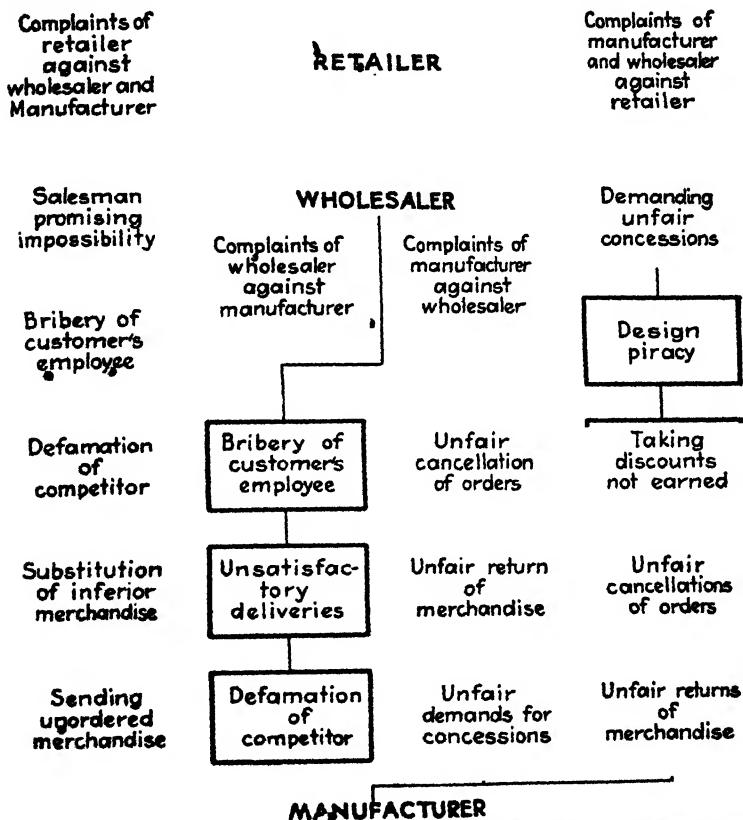 Complaints of
retailer
against
wholesaler and
Manufacturer
RETAILER
Complaints of
manufacturer
and wholesaler
against
retailer
Salesman
promising
impossibility
WHOLESALER
Demanding
unfair
concessions
Complaints of
wholesaler
against
manufacturer
Complaints of
manufacturer
against
wholesaler
Bribery of
customer's
employee
Design
piracy
Defamation
of
competitor
Bribery of
customer's
employee
Unfair
cancellation
of orders
Taking
discounts
not earned
Substitution
of inferior
merchandise
Unsatisfac-
tory
deliveries
Unfair return
of
merchandise
Unfair
cancellations
of orders
Sending
unordered
merchandise
Defamation
of
competitor
Unfair
demands for
concessions
Unfair returns
of
merchandise
MANUFACTURER